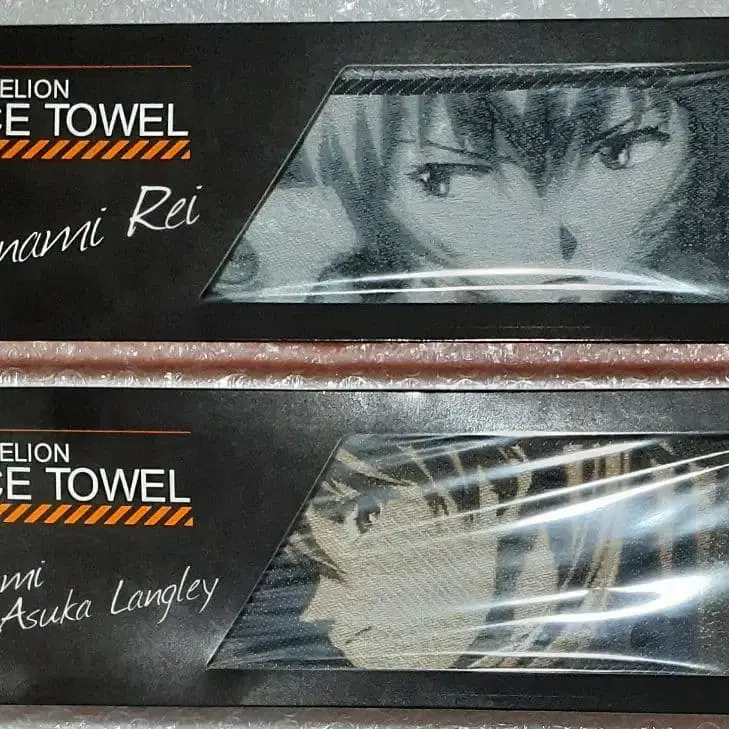 ELION
CE TOWEL
nami Rei
ELION
CE TOWEL
mi
Asuka Langley